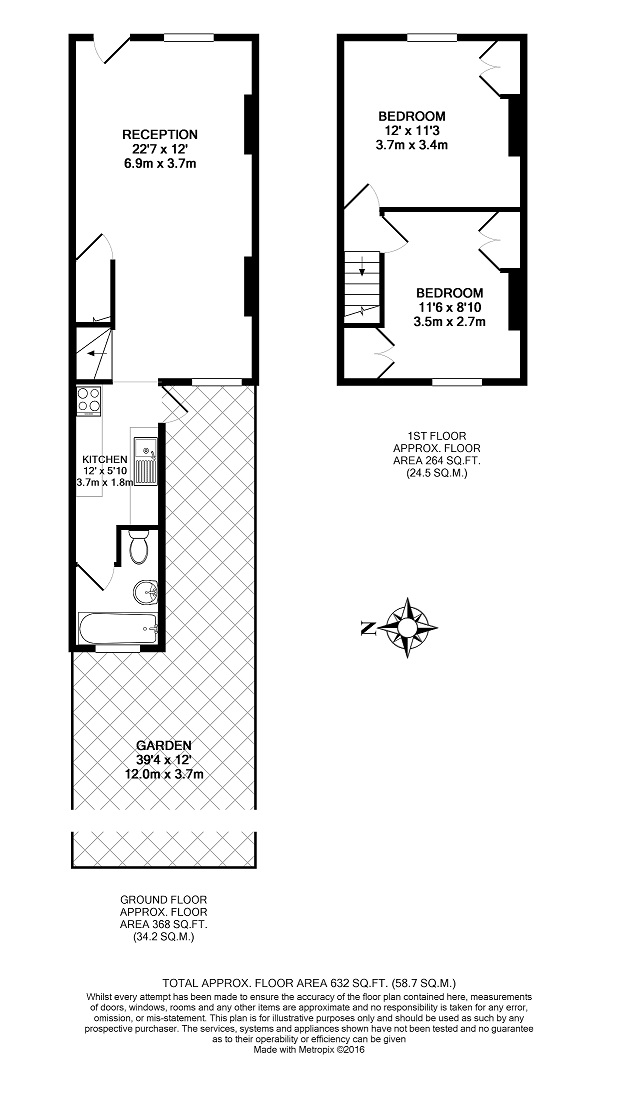 RECEPTION
22'7 x 12'
6.9m x 3.7m
KITCHEN
12' x 5'10
3.7m x 1.8m
GARDEN
39'4 x 12'
12.0m x 3.7m
GROUND FLOOR
APPROX. FLOOR
AREA 368 SQ.FT.
(34.2 SQ.M.)
BEDROOM
12' x 11'3
3.7m x 3.4m
BEDROOM
11'6 x 8'10
3.5m x 2.7m
1ST FLOOR
APPROX. FLOOR
AREA 264 SQ.FT.
(24.5 SQ.M.)
N
TOTAL APPROX. FLOOR AREA 632 SQ.FT. (58.7 SQ.M.)
Whilst every attempt has been made to ensure the accuracy of the floor plan contained here, measurements
of doors, windows, rooms and any other items are approximate and no responsibility is taken for any error,
omission, or mis-statement. This plan is for illustrative purposes only and should be used as such by any
prospective purchaser. The services, systems and appliances shown have not been tested and no guarantee
as to their operability or efficiency can be given
Made with Metropix ©2016